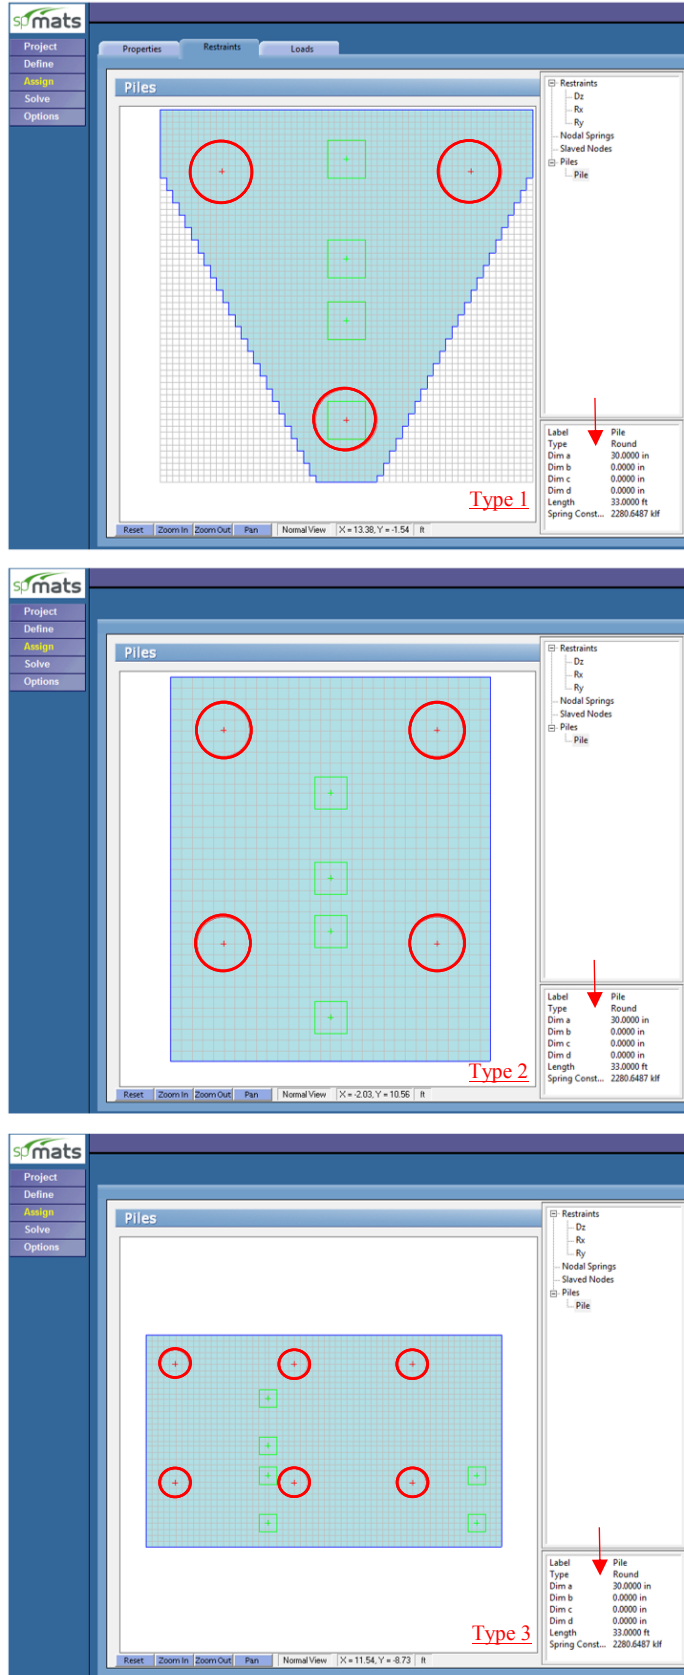 spmats
Project
Define
Assign
Solve
Options
Properties
Restraints
Loads
Piles
Restraints
Dz
Rx
Ry
Nodal Springs
Slaved Nodes
Piles
Pile
Label Pile
Type Round
Dim a 30.0000 in
Dim b 0.0000 in
Dim c 0.0000 in
Dim d 0.0000 in
Length 33.0000 ft
Spring Const... 2280.6487 klf
Type 1
Reset Zoom In Zoom Out Pan Normal View X = 13.38, Y = -1.54 ft
spmats
Project
Define
Assign
Solve
Options
Piles
Restraints
Dz
Rx
Ry
Nodal Springs
Slaved Nodes
Piles
Pile
Label Pile
Type Round
Dim a 30.0000 in
Dim b 0.0000 in
Dim c 0.0000 in
Dim d 0.0000 in
Length 33.0000 ft
Spring Const... 2280.6487 klf
Type 2
Reset Zoom In Zoom Out Pan Normal View X = -2.03, Y = 10.56 ft
spmats
Project
Define
Assign
Solve
Options
Piles
Restraints
Dz
Rx
Ry
Nodal Springs
Slaved Nodes
Piles
Pile
Label Pile
Type Round
Dim a 30.0000 in
Dim b 0.0000 in
Dim c 0.0000 in
Dim d 0.0000 in
Length 33.0000 ft
Spring Const... 2280.6487 klf
Type 3
Reset Zoom In Zoom Out Pan Normal View X = 11.54, Y = -8.73 ft